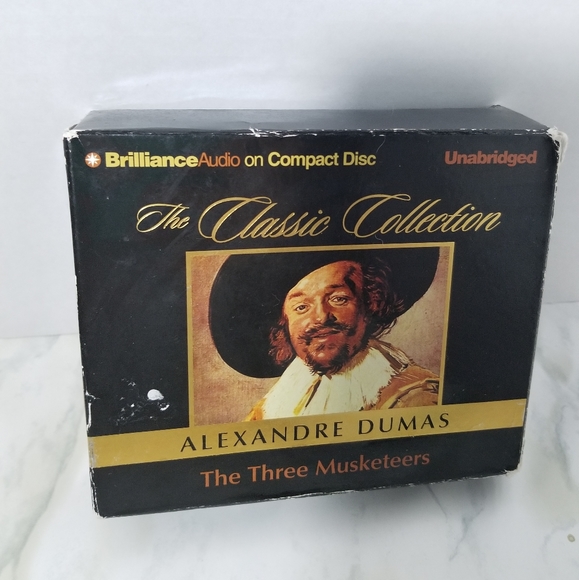 BrillianceAudio on Compact Disc
Unabridged
The Classic Collection
ALEXANDRE DUMAS
The Three Musketeers